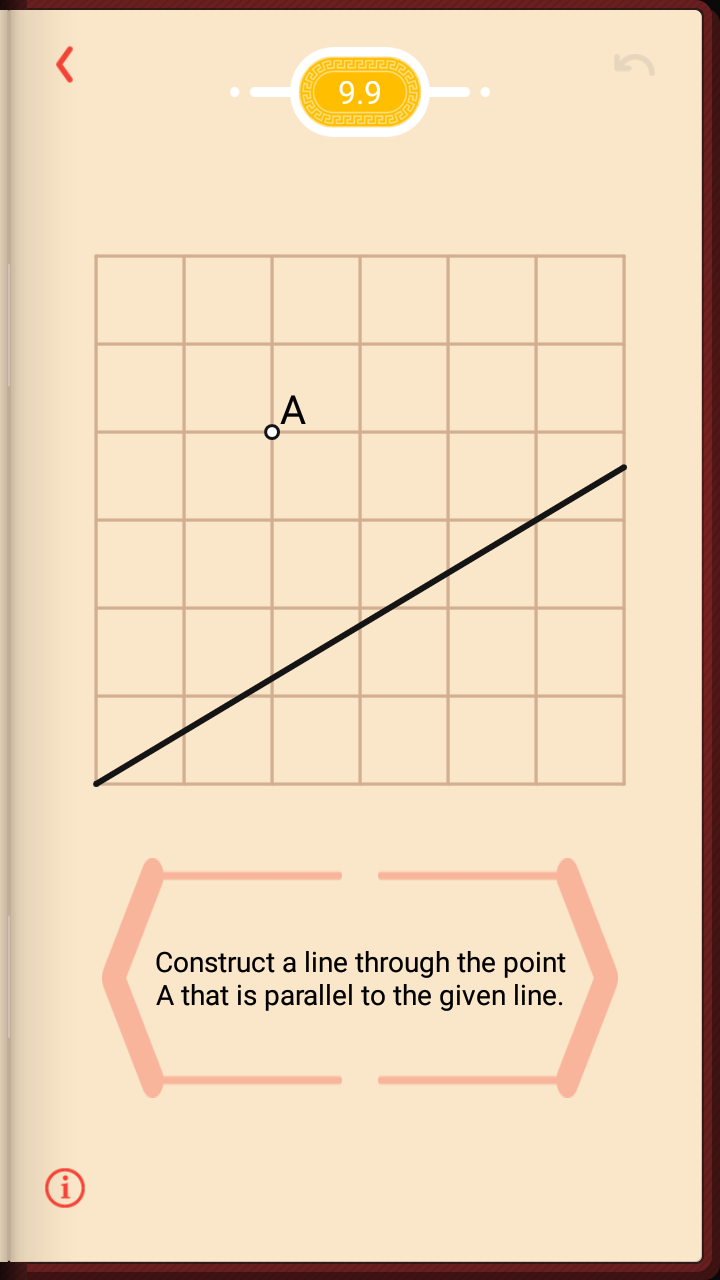 9.9
A
Construct a line through the point
A that is parallel to the given line.
i